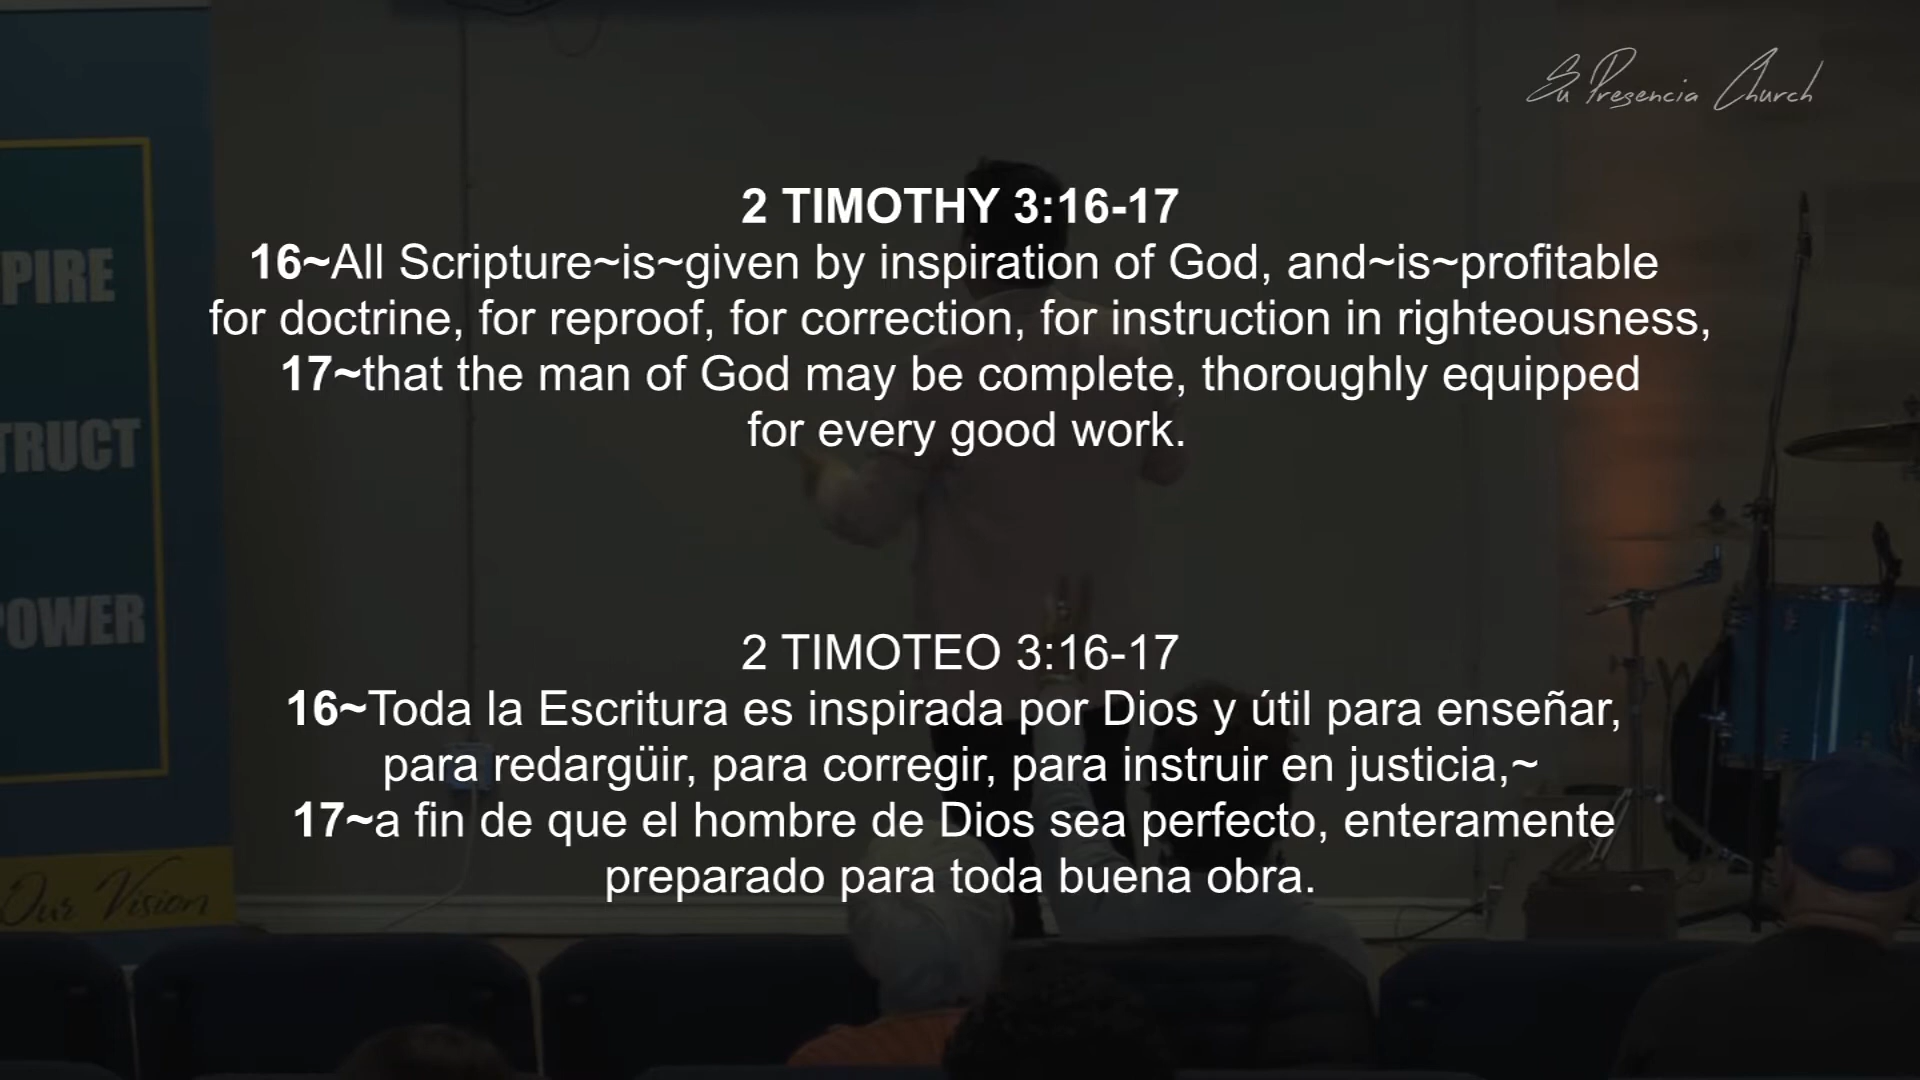 Su Presencia Church
2 TIMOTHY 3:16-17
16~All Scripture~is~given by inspiration of God, and~is~profitable
for doctrine, for reproof, for correction, for instruction in righteousness,
17~that the man of God may be complete, thoroughly equipped
for every good work.
2 TIMOTEO 3:16-17
16~Toda la Escritura es inspirada por Dios y útil para enseñar,
para redargüir, para corregir, para instruir en justicia,~
17~a fin de que el hombre de Dios sea perfecto, enteramente
preparado para toda buena obra.
PIRE
TRUCT
POWER
Our Vision